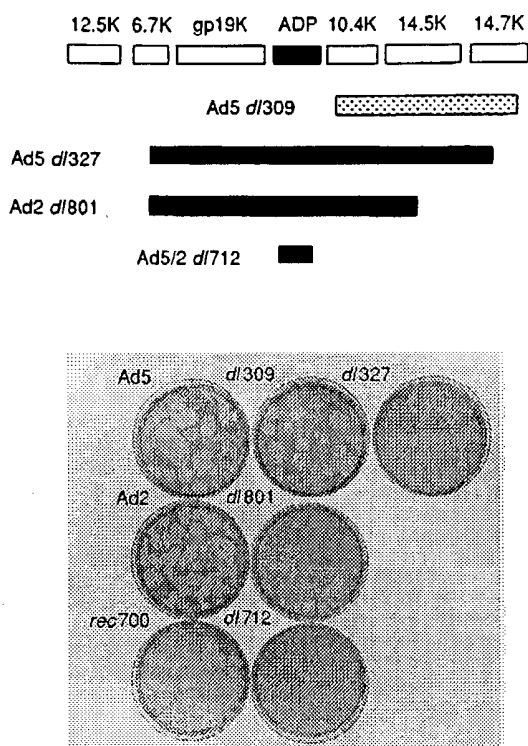 12.5K 6.7K gp19K ADP 10.4K 14.5K 14.7K
Ad5 dl309
Ad5 dl327
Ad2 dl801
Ad5/2 dl712
Ad5 dl309 dl327
Ad2 dl801
rec700 dl712